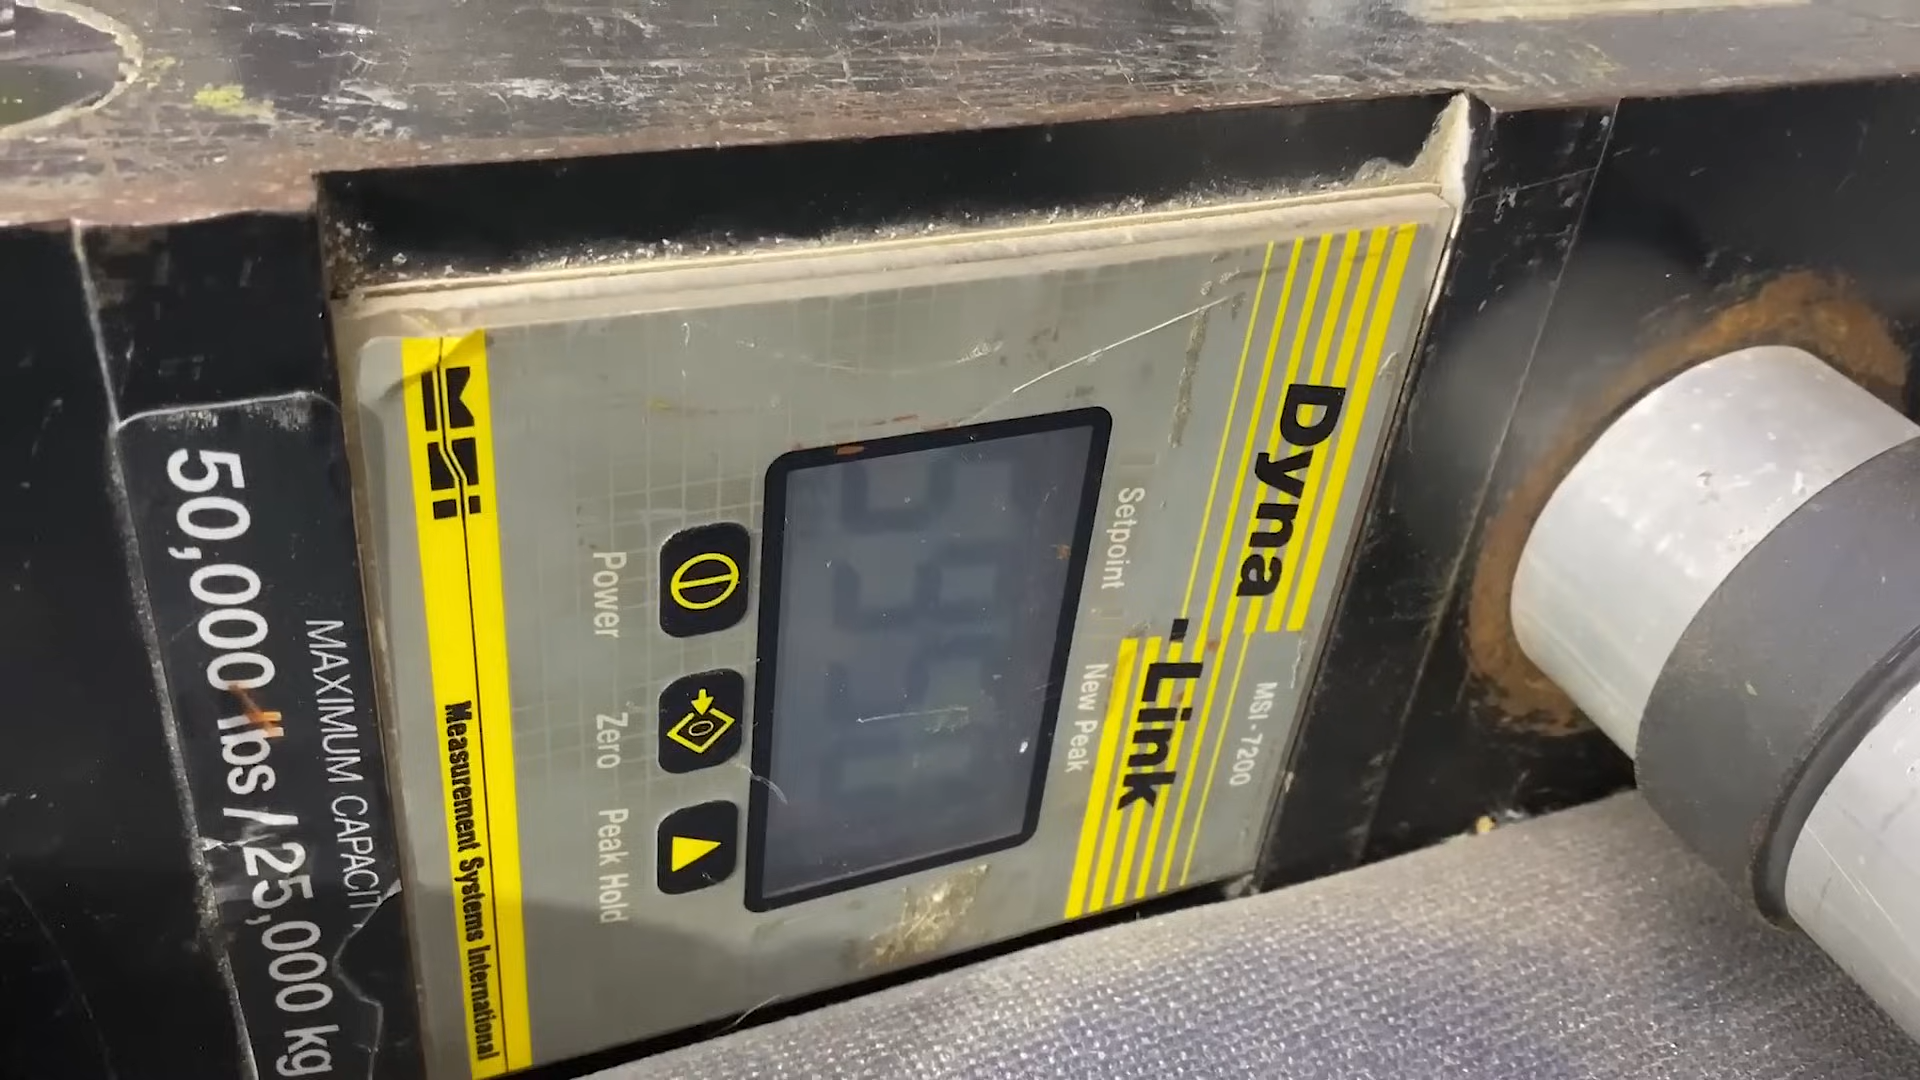 Dyna
-Link
MSI-7200
Setpoint
New Peak
Power
Zero
Peak Hold
MSI
Measurement Systems International
MAXIMUM CAPACITY
50,000 lbs / 25,000 kg